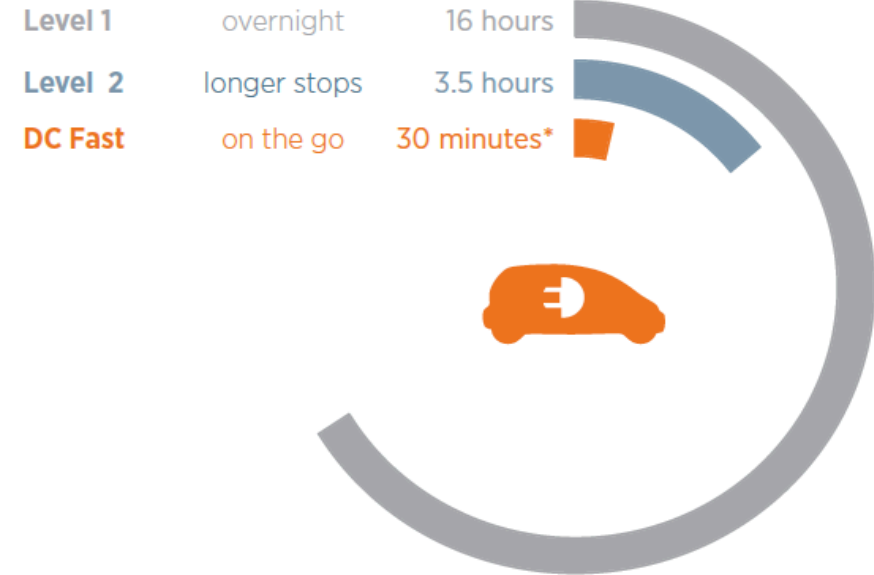 Level 1 overnight 16 hours
Level 2 longer stops 3.5 hours
DC Fast on the go 30 minutes*